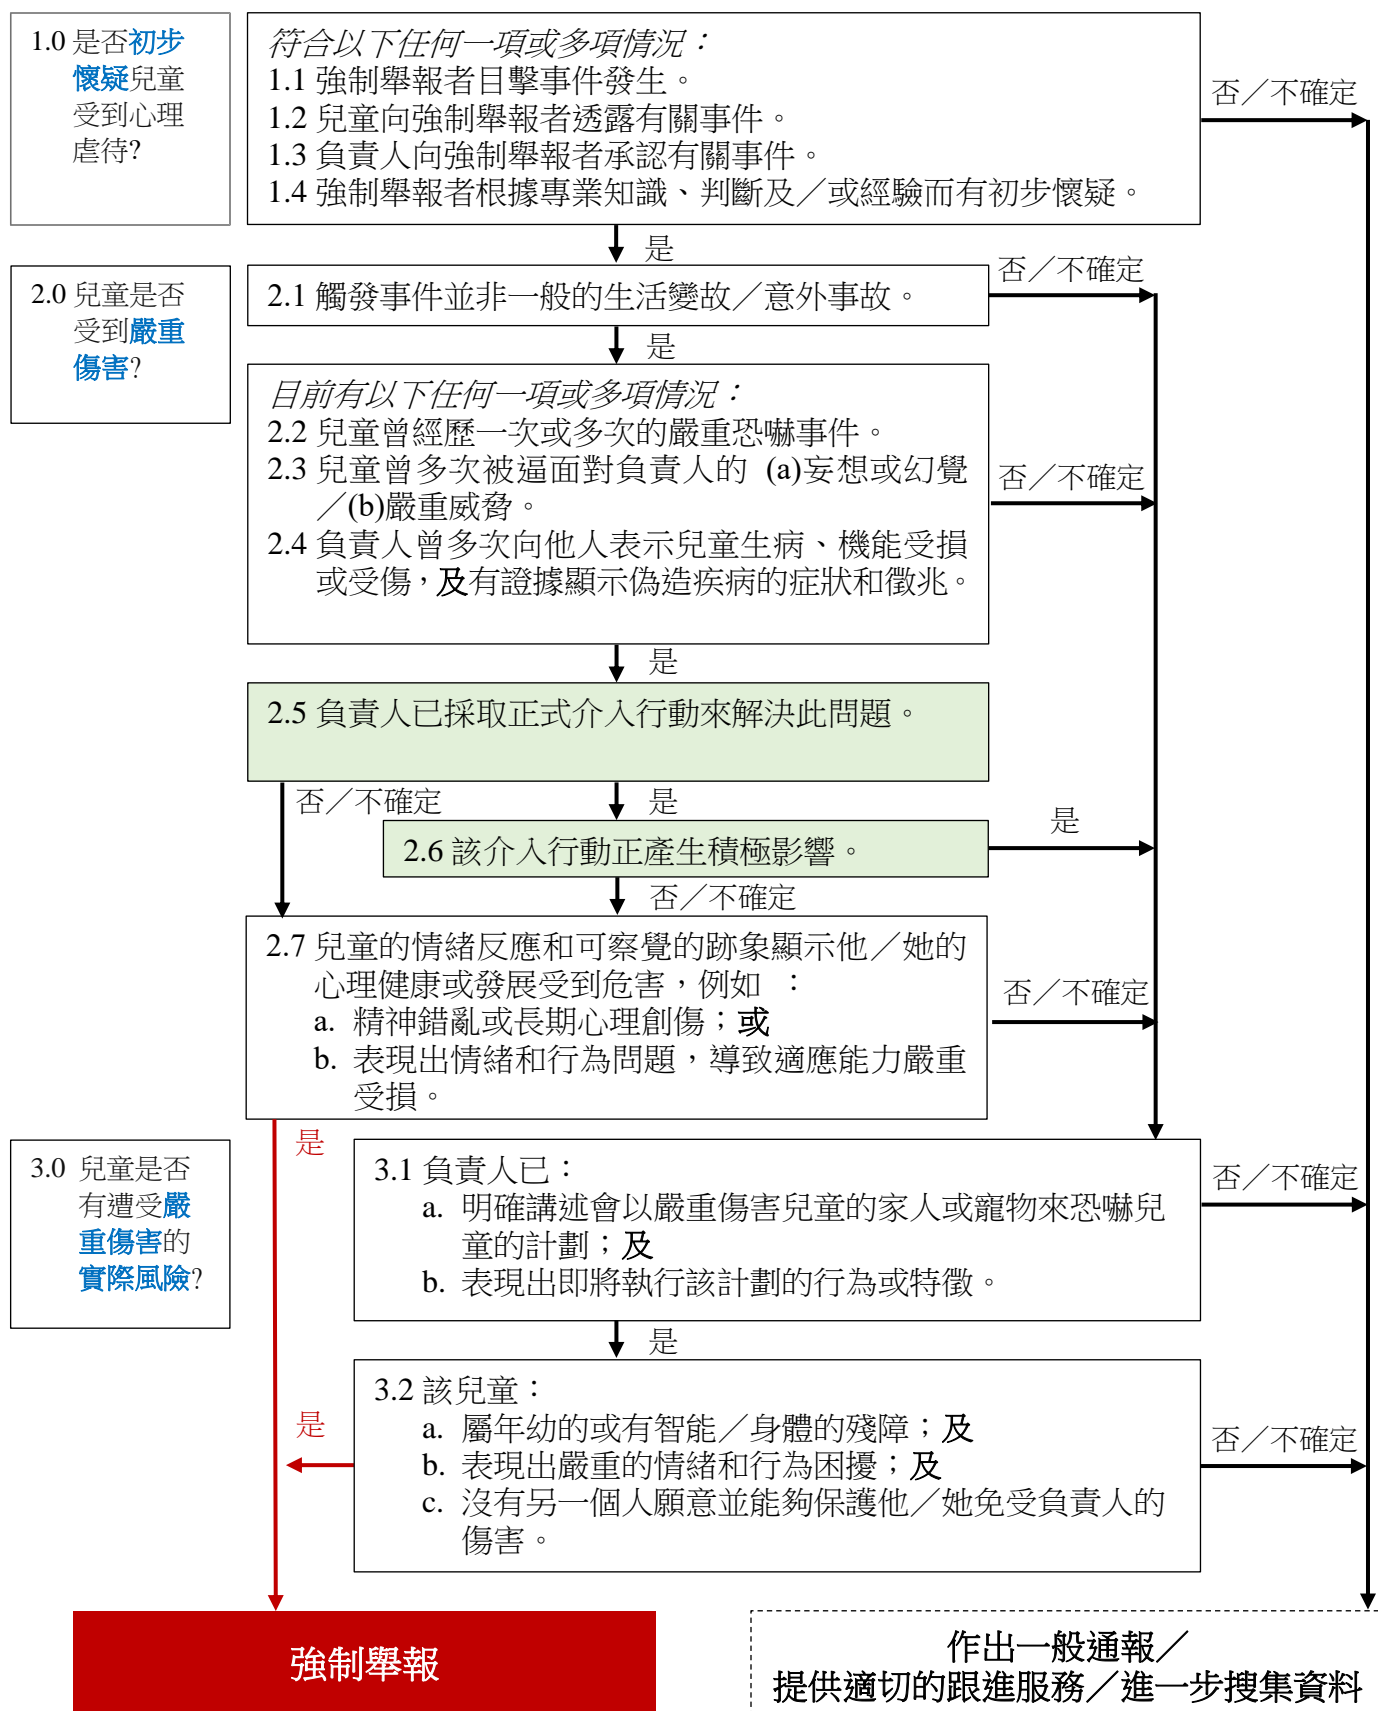 1.0 是否初步
懷疑兒童
受到心理
虐待?
符合以下任何一項或多項情況：
1.1 強制舉報者目擊事件發生。
1.2 兒童向強制舉報者透露有關事件。
1.3 負責人向強制舉報者承認有關事件。
1.4 強制舉報者根據專業知識、判斷及／或經驗而有初步懷疑。
否／不確定
是
2.0 兒童是否
受到嚴重
傷害?
2.1 觸發事件並非一般的生活變故／意外事故。
否／不確定
是
目前有以下任何一項或多項情況：
2.2 兒童曾經歷一次或多次的嚴重恐嚇事件。
2.3 兒童曾多次被逼面對負責人的 (a)妄想或幻覺
／(b)嚴重威脅。
2.4 負責人曾多次向他人表示兒童生病、機能受損
或受傷，及有證據顯示偽造疾病的症狀和徵兆。
否／不確定
是
2.5 負責人已採取正式介入行動來解決此問題。
否／不確定
是
2.6 該介入行動正產生積極影響。
是
否／不確定
2.7 兒童的情緒反應和可察覺的跡象顯示他／她的
心理健康或發展受到危害，例如 ：
a. 精神錯亂或長期心理創傷；或
b. 表現出情緒和行為問題，導致適應能力嚴重
受損。
否／不確定
是
3.0 兒童是否
有遭受嚴
重傷害的
實際風險?
3.1 負責人已：
a. 明確講述會以嚴重傷害兒童的家人或寵物來恐嚇兒
童的計劃；及
b. 表現出即將執行該計劃的行為或特徵。
否／不確定
是
3.2 該兒童：
a. 屬年幼的或有智能／身體的殘障；及
b. 表現出嚴重的情緒和行為困擾；及
c. 沒有另一個人願意並能夠保護他／她免受負責人的
傷害。
是
否／不確定
強制舉報
作出一般通報／
提供適切的跟進服務／進一步搜集資料